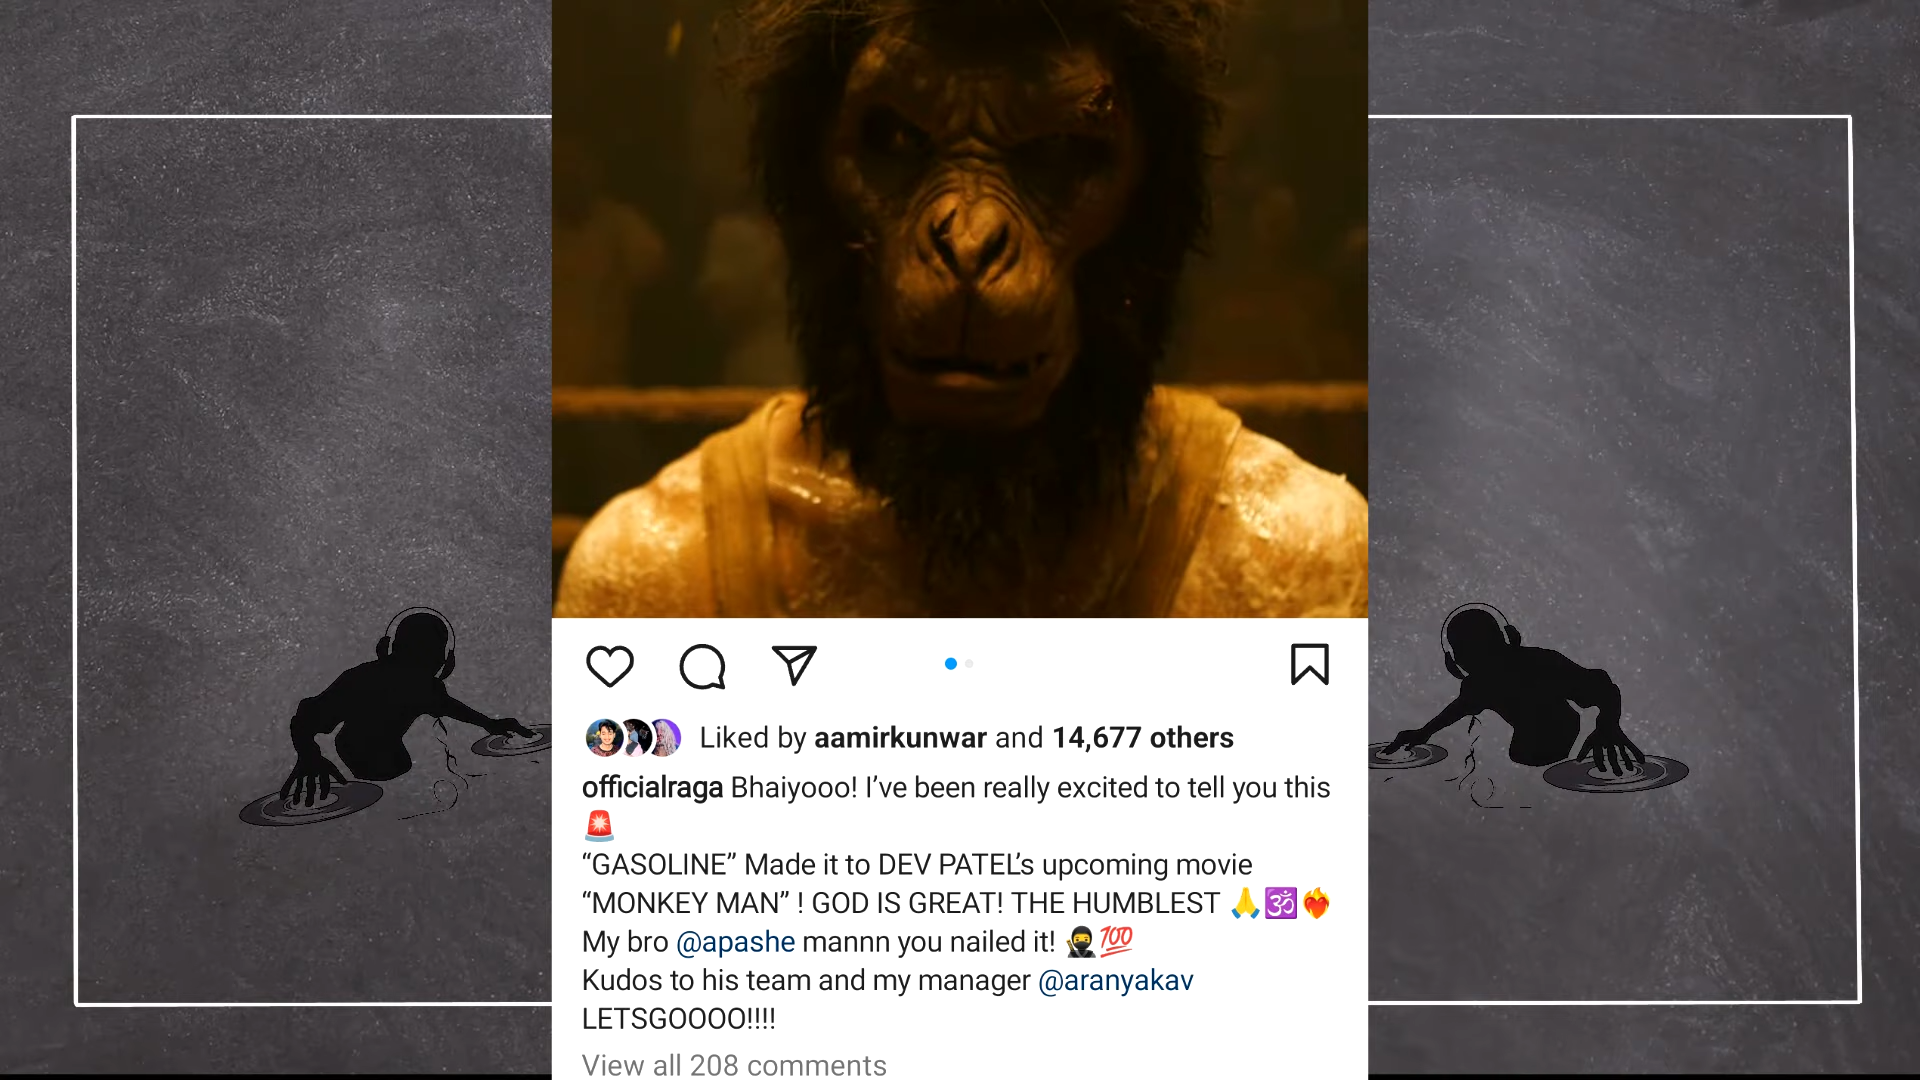 Liked by aamirkunwar and 14,677 others
officialraga Bhaiyooo! I’ve been really excited to tell you this
🚨
“GASOLINE” Made it to DEV PATEL’s upcoming movie
“MONKEY MAN” ! GOD IS GREAT! THE HUMBLEST 🙏🕉️❤️‍🔥
My bro @apashe mannn you nailed it! 🥷💯
Kudos to his team and my manager @aranyakav
LETSGOOOO!!!!
View all 208 comments